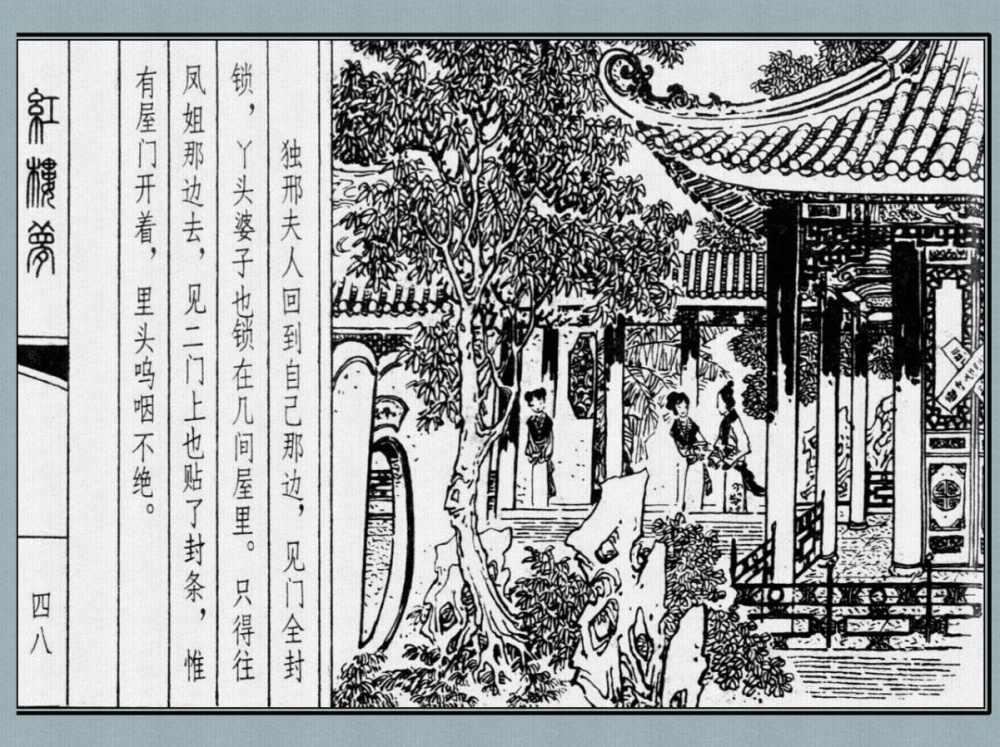 独邢夫人回到自己那边，见门全封
锁，丫头婆子也锁在几间屋里。只得往
凤姐那边去，见二门上也贴了封条，惟
有屋门开着，里头呜咽不绝。
紅樓夢
四八